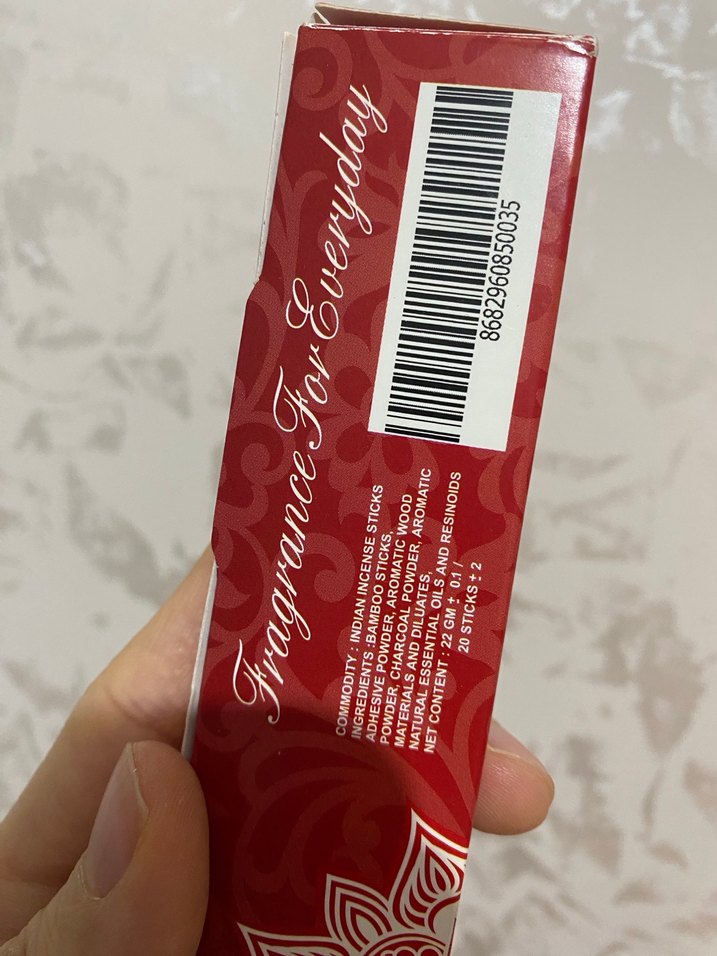 Fragrance For Everyday
8682960850035
COMMODITY : INDIAN INCENSE STICKS
INGREDIENTS :BAMBOO STICKS,
ADHESIVE POWDER, AROMATIC WOOD
POWDER, CHARCOAL POWDER, AROMATIC
MATERIALS AND DILUATES,
NATURAL ESSENTIAL OILS AND RESINOIDS
NET CONTENT : 22 GM ± 0.1 /
20 STICKS ± 2